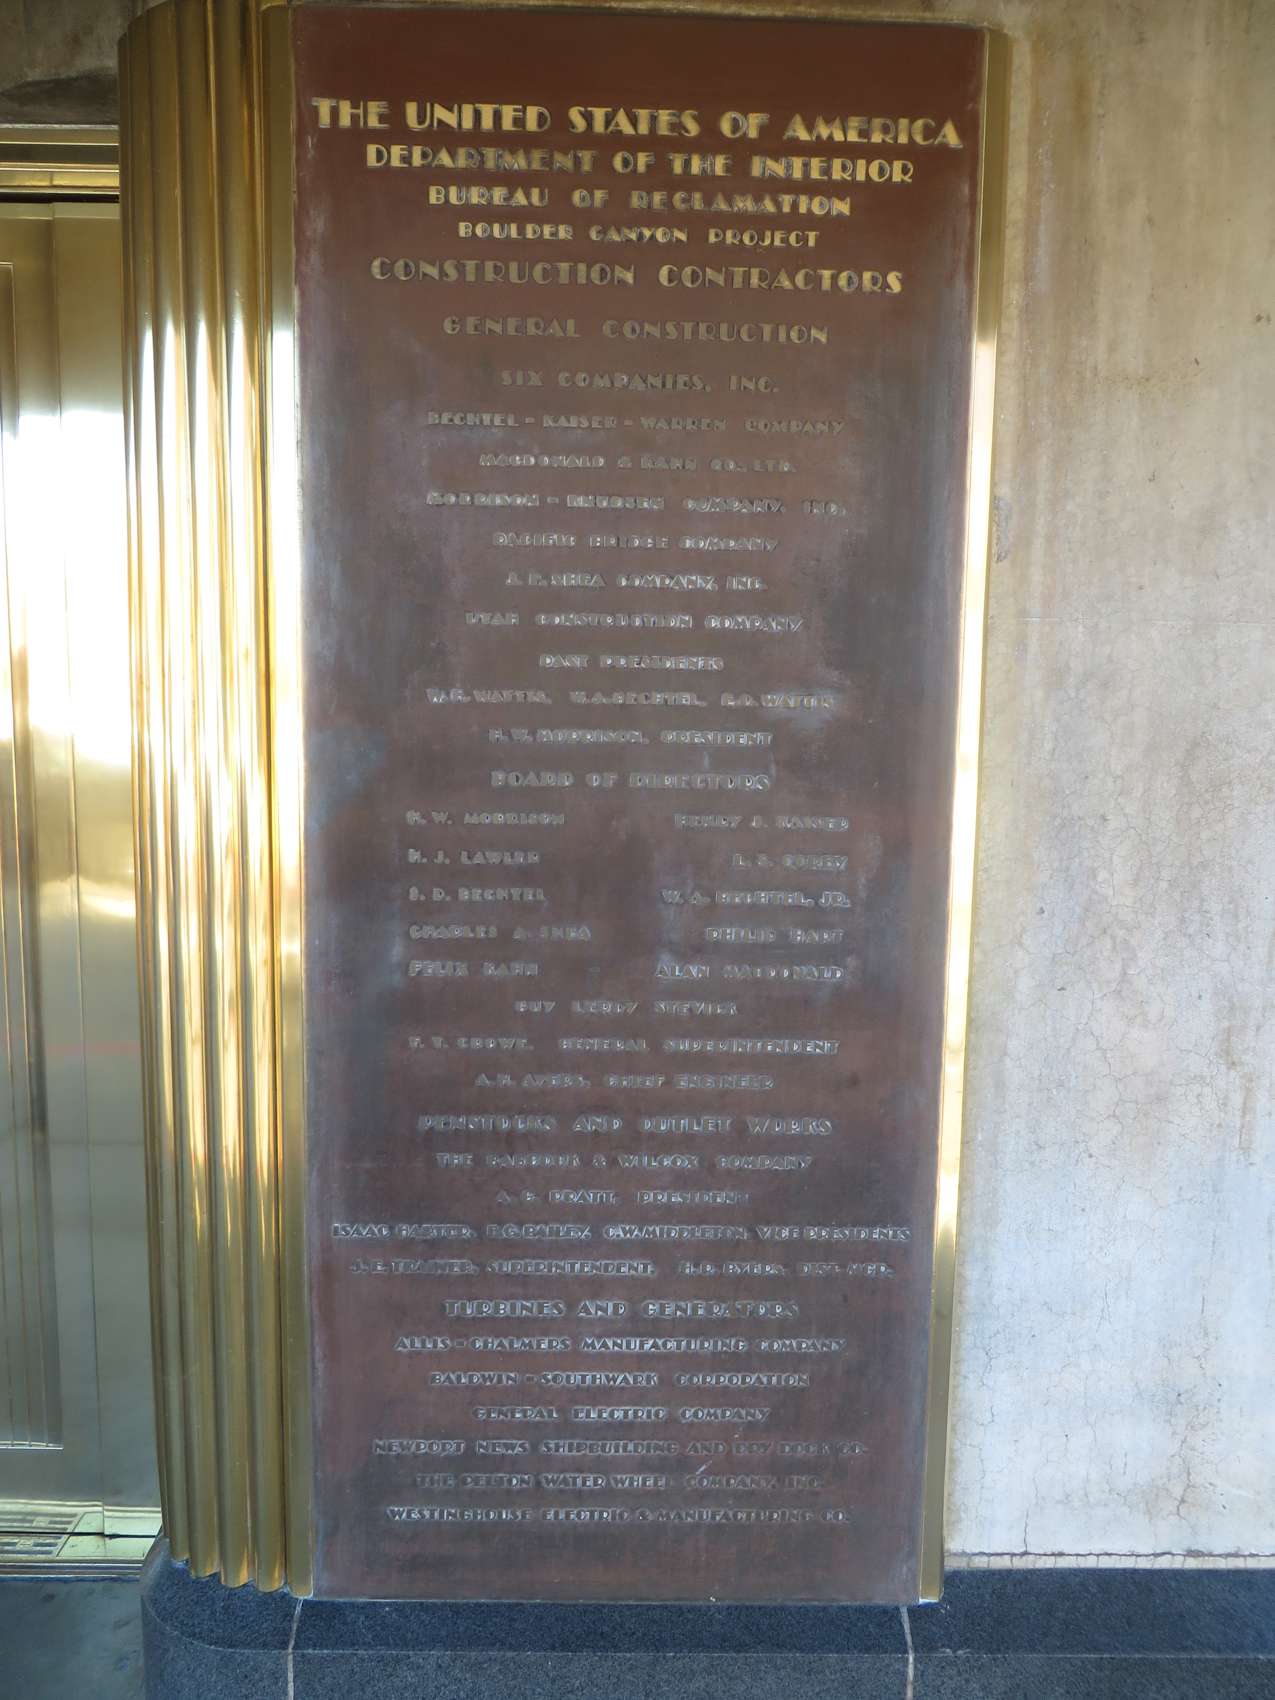 THE UNITED STATES OF AMERICA
DEPARTMENT OF THE INTERIOR
BUREAU OF RECLAMATION
BOULDER CANYON PROJECT
CONSTRUCTION CONTRACTORS
GENERAL CONSTRUCTION
SIX COMPANIES, INC.
BECHTEL - KAISER - WARREN COMPANY
MACDONALD & KAHN CO., LTD.
MORRISON - KNUDSEN COMPANY, INC.
PACIFIC BRIDGE COMPANY
J. F. SHEA COMPANY, INC.
UTAH CONSTRUCTION COMPANY
PAST PRESIDENTS
W. H. WATTIS, W. A. BECHTEL, E. O. WATTIS
H. W. MORRISON, PRESIDENT
BOARD OF DIRECTORS
H. W. MORRISON HENRY J. KAISER
H. J. LAWLER L. S. COREY
S. D. BECHTEL W. A. BECHTEL, JR.
CHARLES A. SHEA PHILIP HART
FELIX KAHN ALAN MACDONALD
GUY LEROY STEVICK
F. T. CROWE, GENERAL SUPERINTENDENT
A. H. AYERS, CHIEF ENGINEER
PENSTOCKS AND OUTLET WORKS
THE BABCOCK & WILCOX COMPANY
A. G. PRATT, PRESIDENT
ISAAC HARTER, E. G. BAILEY, C. W. MIDDLETON, VICE PRESIDENTS
J. E. TRAINER, SUPERINTENDENT, H. R. BYERS, DIST. MGR.
TURBINES AND GENERATORS
ALLIS - CHALMERS MANUFACTURING COMPANY
BALDWIN - SOUTHWARK CORPORATION
GENERAL ELECTRIC COMPANY
NEWPORT NEWS SHIPBUILDING AND DRY DOCK CO.
THE PELTON WATER WHEEL COMPANY, INC.
WESTINGHOUSE ELECTRIC & MANUFACTURING CO.